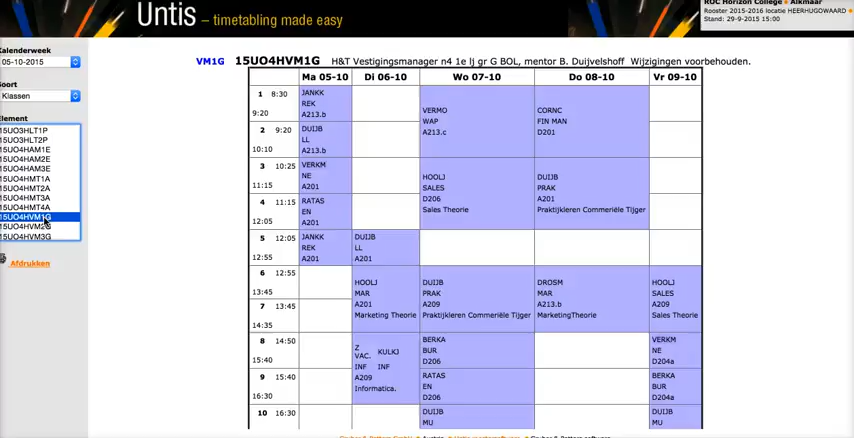 Untis – timetabling made easy
ROC Horizon College ♦ Alkmaar
Rooster 2015-2016 locatie HEERHUGOWAARD ♦
Stand: 29-9-2015 15:00
Kalenderweek
05-10-2015
Soort
Klassen
Element
15UO3HLT1P
15UO3HLT2P
15UO4HAM1E
15UO4HAM2E
15UO4HAM3E
15UO4HMT1A
15UO4HMT2A
15UO4HMT3A
15UO4HMT4A
15UO4HVM1G
15UO4HVM2G
15UO4HVM3G
Afdrukken
VM1G 15UO4HVM1G H&T Vestigingsmanager n4 1e lj gr G BOL, mentor B. Duijvelshoff Wijzigingen voorbehouden.
Ma 05-10 Di 06-10 Wo 07-10 Do 08-10 Vr 09-10
1 8:30
9:20
JANKK
REK
A213.b
VERMO
WAP
A213.c
CORNC
FIN MAN
D201
2 9:20
10:10
DUIJB
LL
A213.b
3 10:25
11:15
VERKM
NE
A201
HOOLJ
SALES
D206
Sales Theorie
DUIJB
PRAK
A201
Praktijkleren Commeriële Tijger
4 11:15
12:05
RATAS
EN
A201
5 12:05
12:55
JANKK
REK
A201
DUIJB
LL
A201
6 12:55
13:45
HOOLJ
MAR
A201
Marketing Theorie
DUIJB
PRAK
A209
Praktijkleren Commeriële Tijger
DROSM
MAR
A213.b
MarketingTheorie
HOOLJ
SALES
A209
Sales Theorie
7 13:45
14:35
8 14:50
15:40
Z
VAC. KULKJ
INF INF
A209
Informatica.
BERKA
BUR
D206
VERKM
NE
D204a
9 15:40
16:30
RATAS
EN
D206
BERKA
BUR
D204a
10 16:30
DUIJB
MU
DUIJB
MU